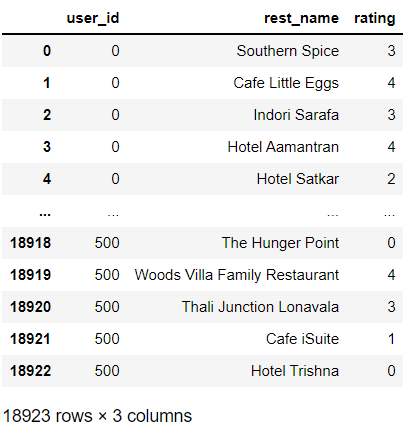 user_id rest_name rating
0 0 Southern Spice 3
1 0 Cafe Little Eggs 4
2 0 Indori Sarafa 3
3 0 Hotel Aamantran 4
4 0 Hotel Satkar 2
... ... ... ...
18918 500 The Hunger Point 0
18919 500 Woods Villa Family Restaurant 4
18920 500 Thali Junction Lonavala 3
18921 500 Cafe iSuite 1
18922 500 Hotel Trishna 0
18923 rows × 3 columns